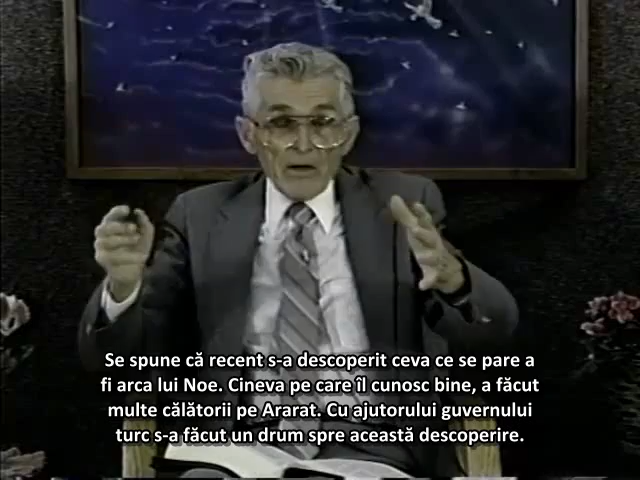 Se spune că recent s-a descoperit ceva ce se pare a
fi arca lui Noe. Cineva pe care îl cunosc bine, a făcut
multe călătorii pe Ararat. Cu ajutorului guvernului
turc s-a făcut un drum spre această descoperire.